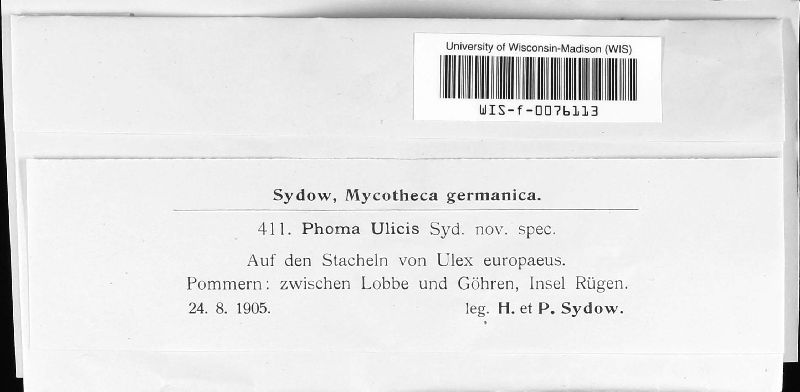 University of Wisconsin-Madison (WIS)
WIS-f-0076113
Sydow, Mycotheca germanica.
411. Phoma Ulicis Syd. nov. spec.
Auf den Stacheln von Ulex europaeus.
Pommern: zwischen Lobbe und Göhren, Insel Rügen.
24. 8. 1905. leg. H. et P. Sydow.